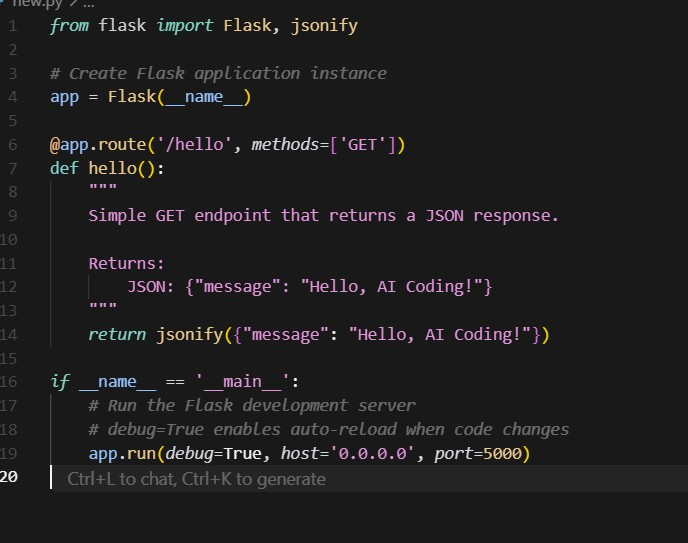 new.py > ...
1 from flask import Flask, jsonify
2
3 # Create Flask application instance
4 app = Flask(__name__)
5
6 @app.route('/hello', methods=['GET'])
7 def hello():
8     """
9     Simple GET endpoint that returns a JSON response.
10
11     Returns:
12         JSON: {"message": "Hello, AI Coding!"}
13     """
14     return jsonify({"message": "Hello, AI Coding!"})
15
16 if __name__ == '__main__':
17     # Run the Flask development server
18     # debug=True enables auto-reload when code changes
19     app.run(debug=True, host='0.0.0.0', port=5000)
20 Ctrl+L to chat, Ctrl+K to generate